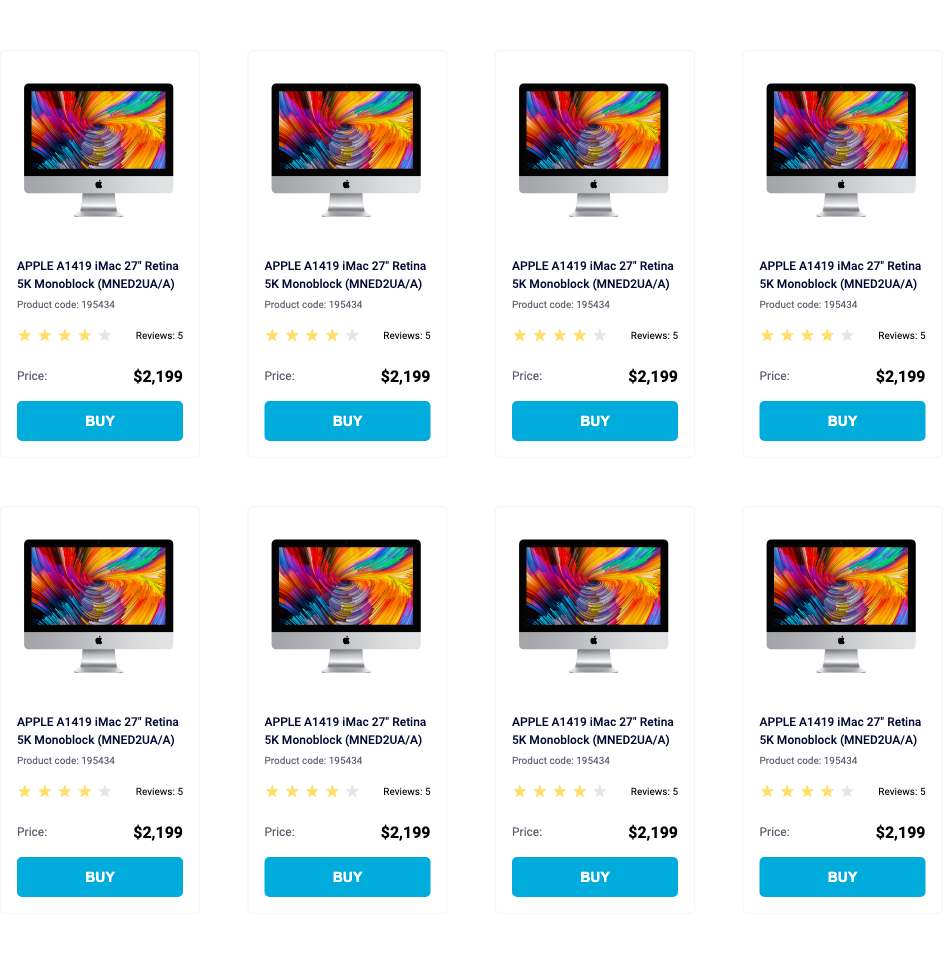 APPLE A1419 iMac 27" Retina
5K Monoblock (MNED2UA/A)
Product code: 195434
Reviews: 5
Price: $2,199
BUY
APPLE A1419 iMac 27" Retina
5K Monoblock (MNED2UA/A)
Product code: 195434
Reviews: 5
Price: $2,199
BUY
APPLE A1419 iMac 27" Retina
5K Monoblock (MNED2UA/A)
Product code: 195434
Reviews: 5
Price: $2,199
BUY
APPLE A1419 iMac 27" Retina
5K Monoblock (MNED2UA/A)
Product code: 195434
Reviews: 5
Price: $2,199
BUY
APPLE A1419 iMac 27" Retina
5K Monoblock (MNED2UA/A)
Product code: 195434
Reviews: 5
Price: $2,199
BUY
APPLE A1419 iMac 27" Retina
5K Monoblock (MNED2UA/A)
Product code: 195434
Reviews: 5
Price: $2,199
BUY
APPLE A1419 iMac 27" Retina
5K Monoblock (MNED2UA/A)
Product code: 195434
Reviews: 5
Price: $2,199
BUY
APPLE A1419 iMac 27" Retina
5K Monoblock (MNED2UA/A)
Product code: 195434
Reviews: 5
Price: $2,199
BUY